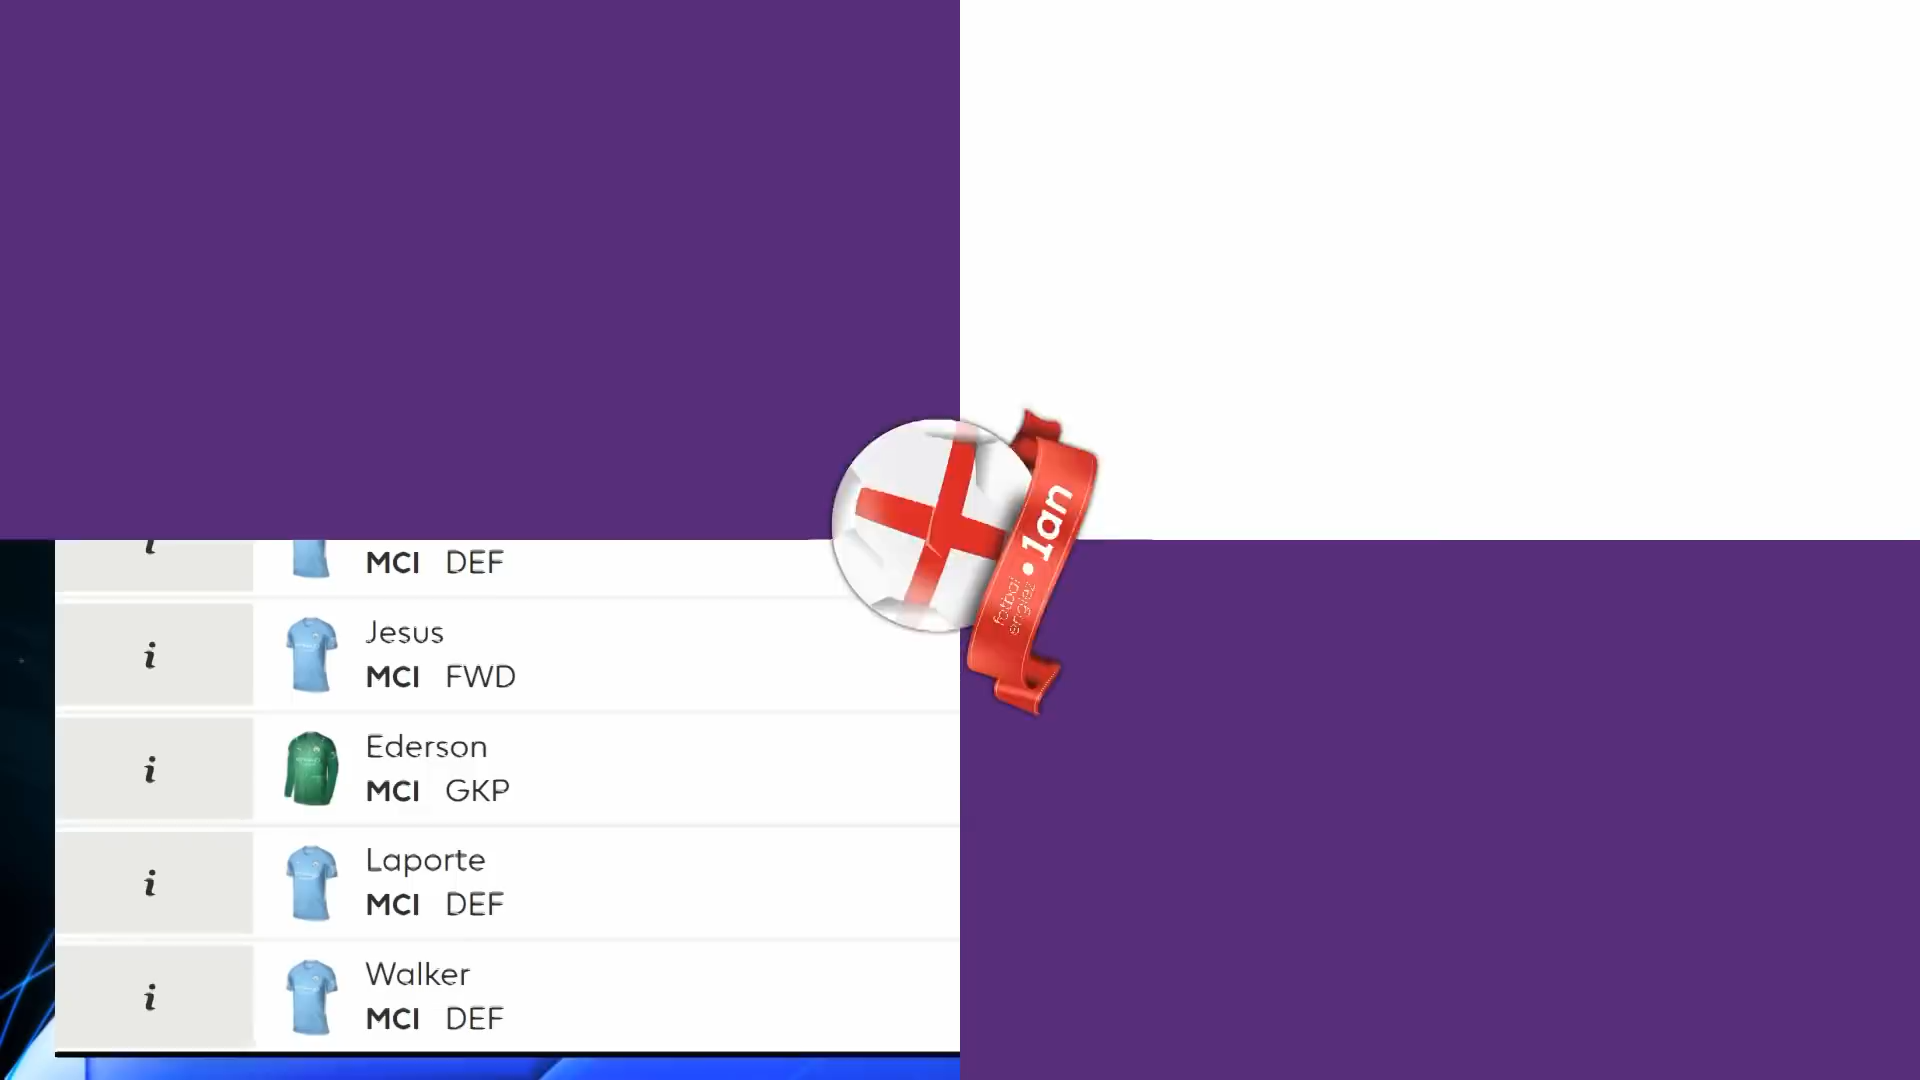 i
MCI DEF
i
Jesus
MCI FWD
i
Ederson
MCI GKP
i
Laporte
MCI DEF
i
Walker
MCI DEF
fotbal
englez
1an